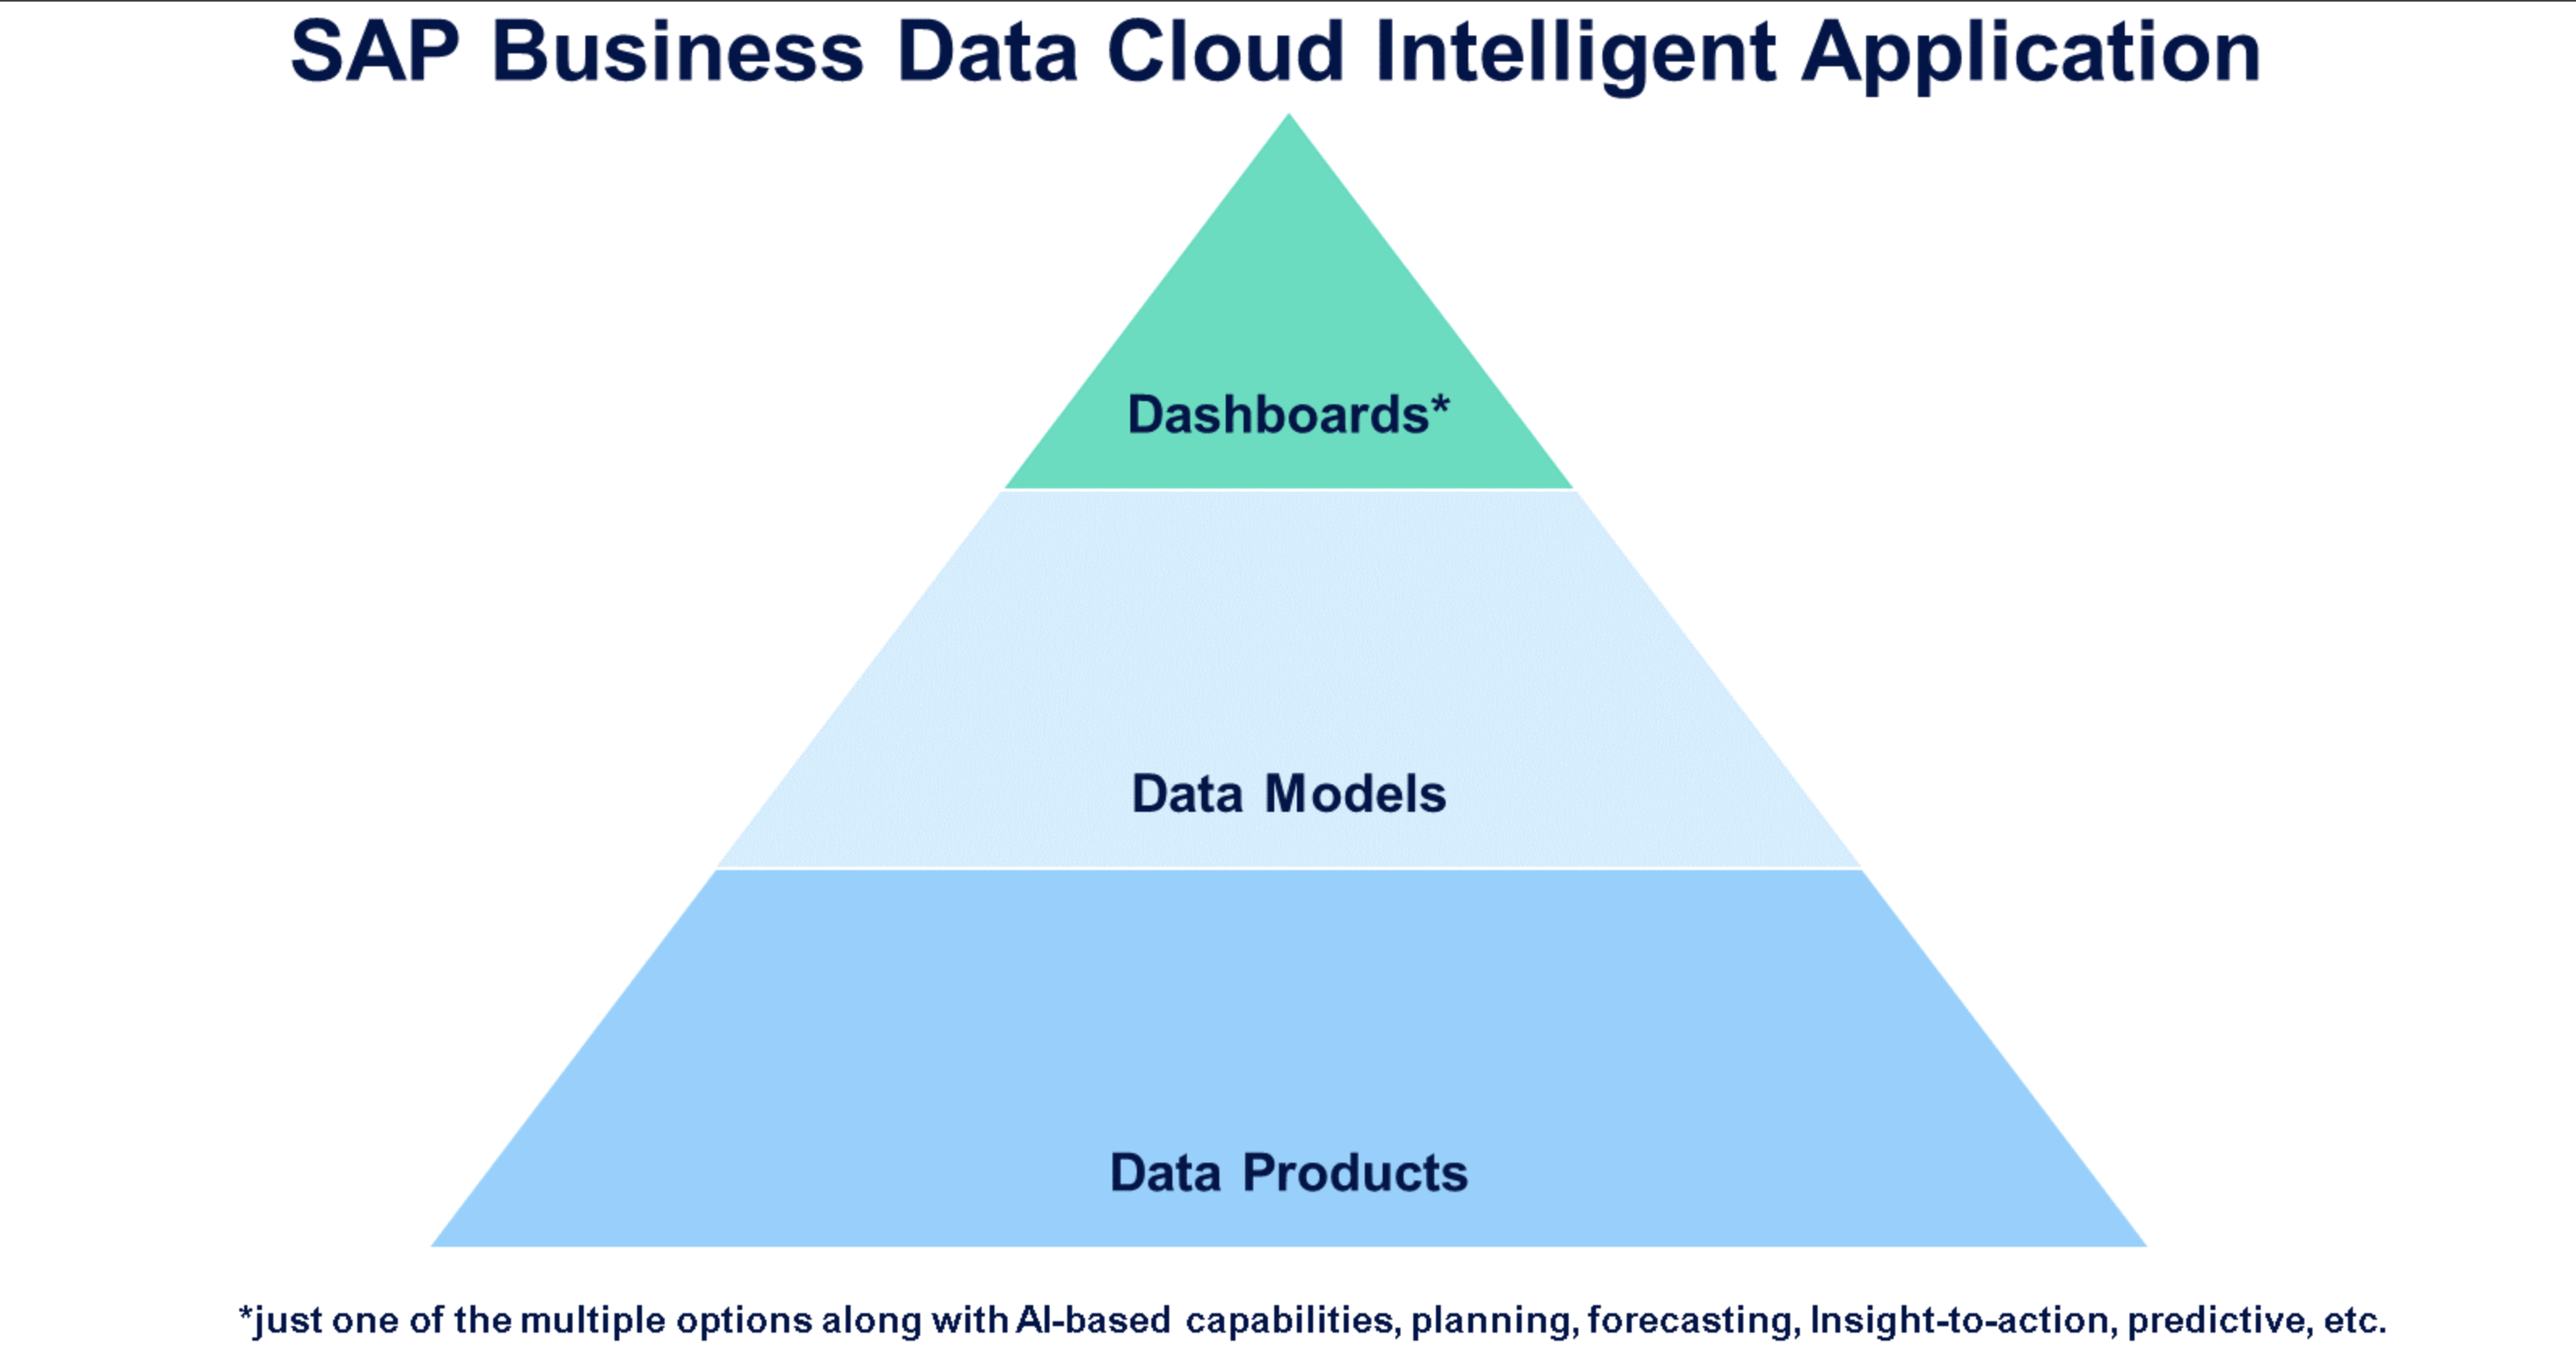 SAP Business Data Cloud Intelligent Application
Dashboards*
Data Models
Data Products
*just one of the multiple options along with AI-based capabilities, planning, forecasting, Insight-to-action, predictive, etc.